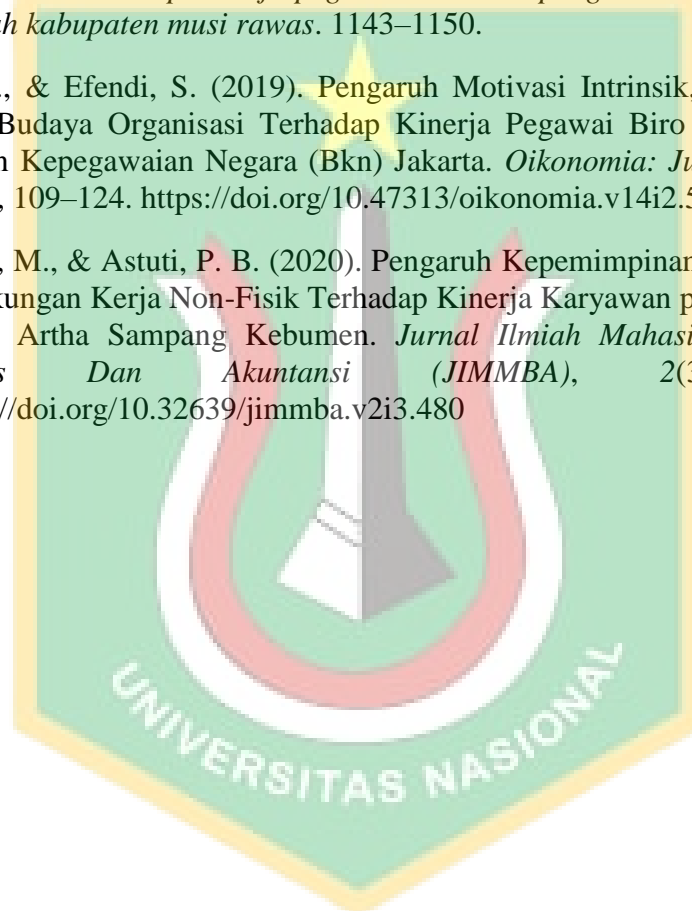 ah kabupaten musi rawas. 1143–1150.
., & Efendi, S. (2019). Pengaruh Motivasi Intrinsik,
Budaya Organisasi Terhadap Kinerja Pegawai Biro
n Kepegawaian Negara (Bkn) Jakarta. Oikonomia: Ju
, 109–124. https://doi.org/10.47313/oikonomia.v14i2.5
, M., & Astuti, P. B. (2020). Pengaruh Kepemimpinan
kungan Kerja Non-Fisik Terhadap Kinerja Karyawan p
Artha Sampang Kebumen. Jurnal Ilmiah Mahasi
s Dan Akuntansi (JIMMBA), 2(3
//doi.org/10.32639/jimmba.v2i3.480
UNIVERSITAS NASIONAL